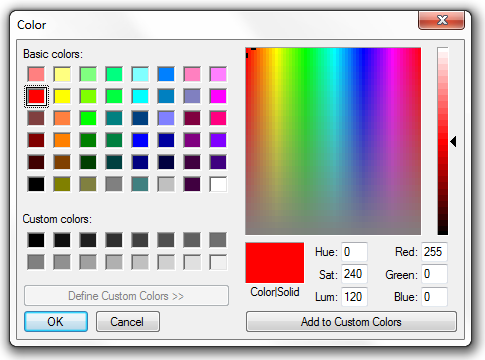 Color
Basic colors:
Custom colors:
Define Custom Colors >>
OK Cancel
Color|Solid
Hue: 0 Red: 255
Sat: 240 Green: 0
Lum: 120 Blue: 0
Add to Custom Colors